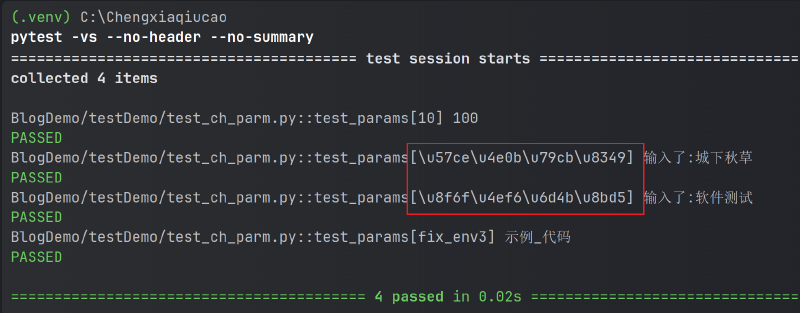 (.venv) C:\Chengxiaqiucao
pytest -vs --no-header --no-summary
======================================= test session starts =============================
collected 4 items
BlogDemo/testDemo/test_ch_parm.py::test_params[10] 100
PASSED
BlogDemo/testDemo/test_ch_parm.py::test_params[\u57ce\u4e0b\u79cb\u8349] 输入了:城下秋草
PASSED
BlogDemo/testDemo/test_ch_parm.py::test_params[\u8f6f\u4ef6\u6d4b\u8bd5] 输入了:软件测试
PASSED
BlogDemo/testDemo/test_ch_parm.py::test_params[fix_env3] 示例_代码
PASSED
======================================== 4 passed in 0.02s ==============================